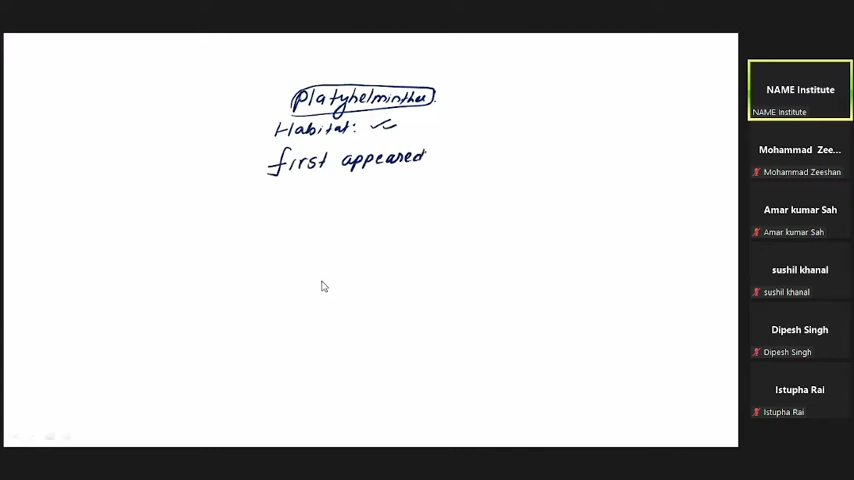 Platyhelminthes.
Habitat:
first appeared
NAME Institute
NAME Institute
Mohammad Zee...
Mohammad Zeeshan
Amar kumar Sah
Amar kumar Sah
sushil khanal
sushil khanal
Dipesh Singh
Dipesh Singh
Istupha Rai
Istupha Rai